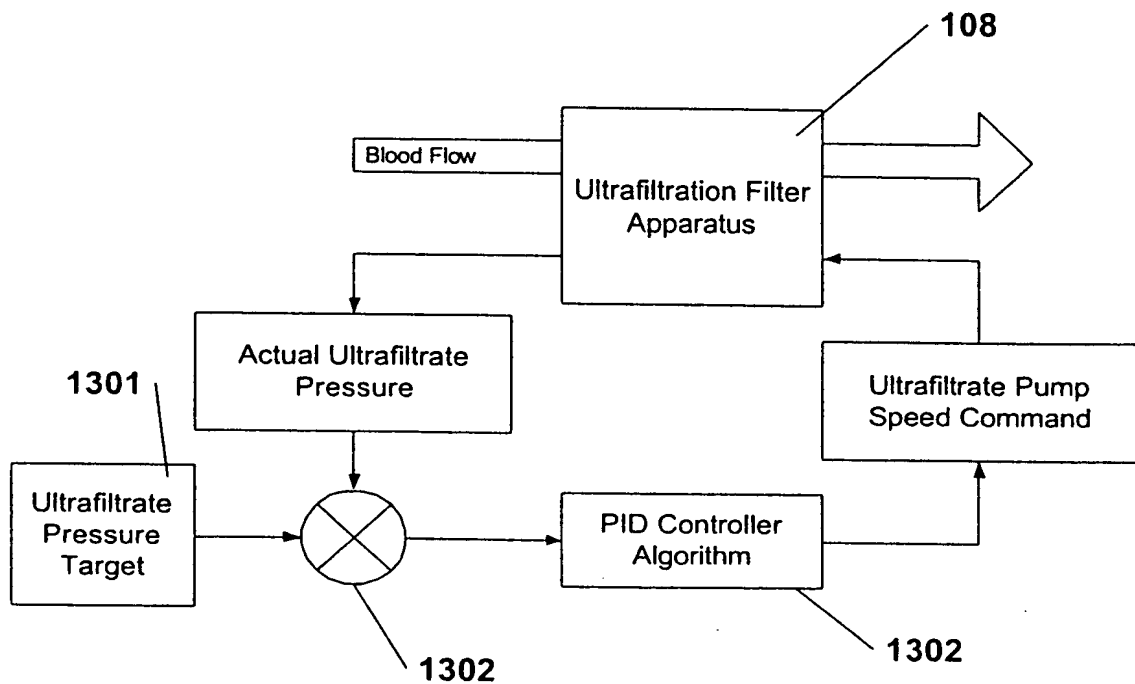 108
Blood Flow
Ultrafiltration Filter
Apparatus
Actual Ultrafiltrate
Pressure
1301
Ultrafiltrate Pump
Speed Command
Ultrafiltrate
Pressure
Target
PID Controller
Algorithm
1302
1302